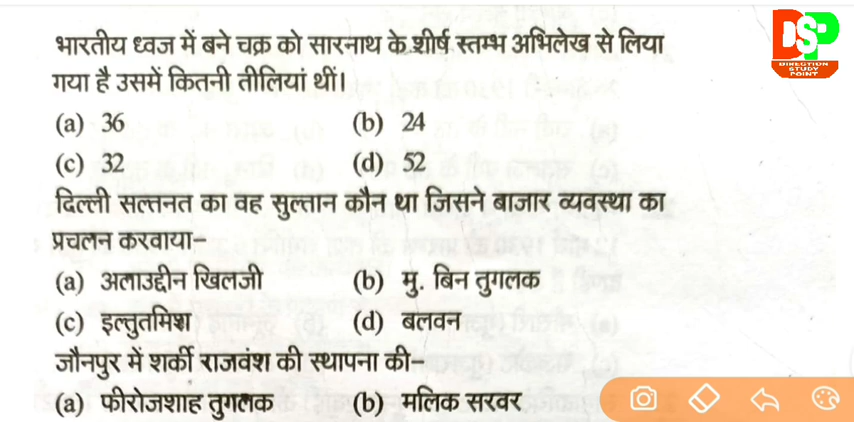 DSP
DIRECTION
STUDY
POINT
भारतीय ध्वज में बने चक्र को सारनाथ के शीर्ष स्तम्भ अभिलेख से लिया
गया है उसमें कितनी तीलियां थीं।
(a) 36 (b) 24
(c) 32 (d) 52
दिल्ली सल्तनत का वह सुल्तान कौन था जिसने बाजार व्यवस्था का
प्रचलन करवाया–
(a) अलाउद्दीन खिलजी (b) मु. बिन तुगलक
(c) इल्तुतमिश (d) बलवन
जौनपुर में शर्की राजवंश की स्थापना की–
(a) फीरोजशाह तुगलक (b) मलिक सरवर